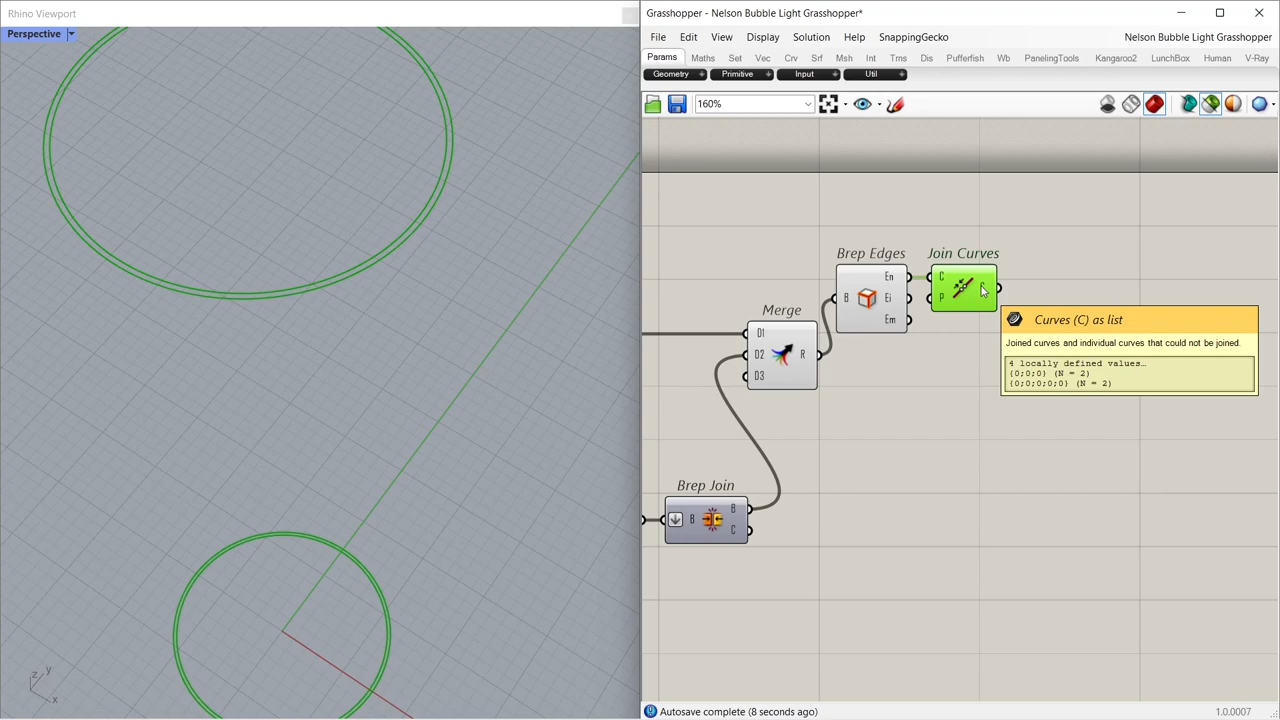 Rhino Viewport
Perspective
z
y
x
Grasshopper - Nelson Bubble Light Grasshopper*
File Edit View Display Solution Help SnappingGecko Nelson Bubble Light Grasshopper
Params Maths Set Vec Crv Srf Msh Int Trns Dis Pufferfish Wb PanelingTools Kangaroo2 LunchBox Human V-Ray
Geometry Primitive Input Util
160%
Brep Edges Join Curves
En
B Ei
Em
C
P
Curves (C) as list
Joined curves and individual curves that could not be joined.
4 locally defined values…
{0;0;0} (N = 2)
{0;0;0;0;0} (N = 2)
Merge
D1
D2 R
D3
Brep Join
B B
C
Autosave complete (8 seconds ago) 1.0.0007